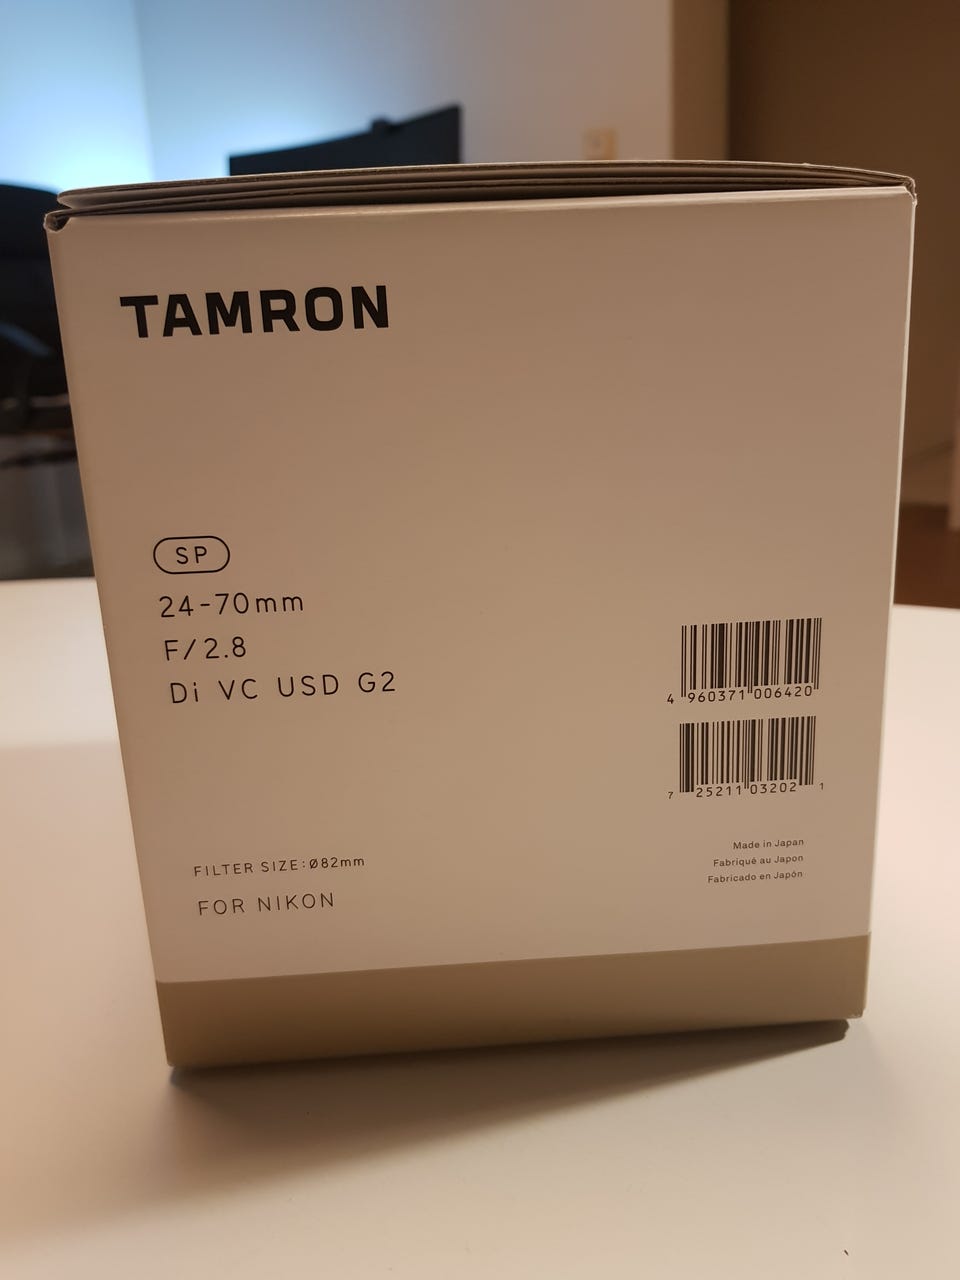 TAMRON
SP
24-70mm
F/2.8
Di VC USD G2
4 960371 006420
7 25211 03202 1
FILTER SIZE:Ø82mm
FOR NIKON
Made in Japan
Fabriqué au Japon
Fabricado en Japón